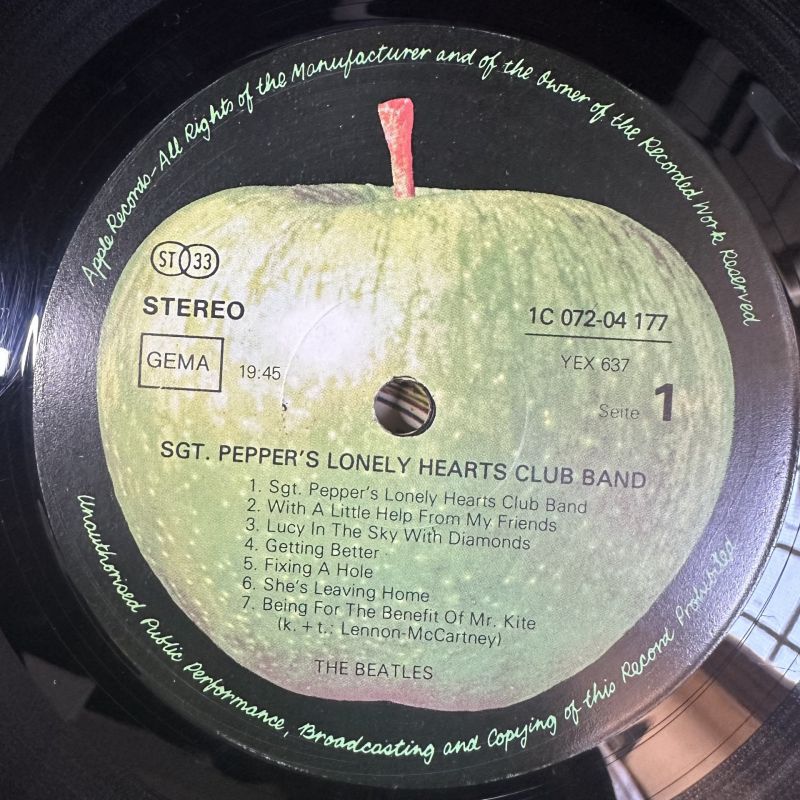 Apple Records–All Rights of the Manufacturer and of the Owner of the Recorded Work Reserved
ST 33
STEREO
GEMA
19:45
1C 072-04 177
YEX 637
Seite 1
SGT. PEPPER'S LONELY HEARTS CLUB BAND
1. Sgt. Pepper's Lonely Hearts Club Band
2. With A Little Help From My Friends
3. Lucy In The Sky With Diamonds
4. Getting Better
5. Fixing A Hole
6. She's Leaving Home
7. Being For The Benefit Of Mr. Kite
(k. + t.: Lennon-McCartney)
THE BEATLES
Unauthorised Public Performance, Broadcasting and Copying of this Record Prohibited